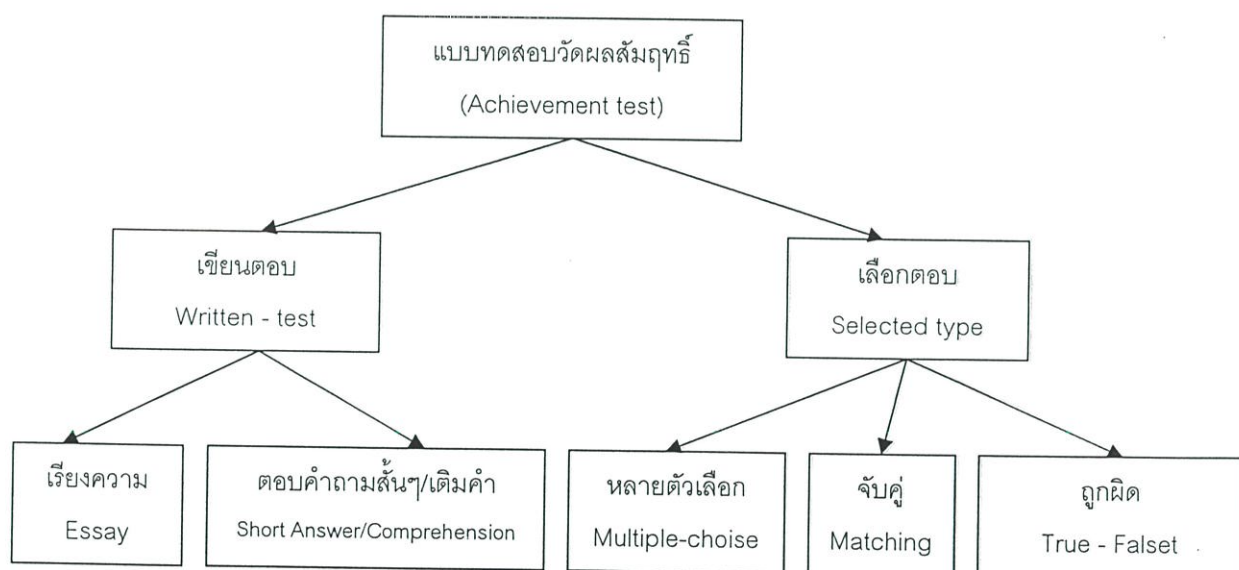 แบบทดสอบวัดผลสัมฤทธิ์
(Achievement test)
เขียนตอบ
Written - test
เลือกตอบ
Selected type
เรียงความ
Essay
ตอบคำถามสั้นๆ/เติมคำ
Short Answer/Comprehension
หลายตัวเลือก
Multiple-choise
จับคู่
Matching
ถูกผิด
True - Falset